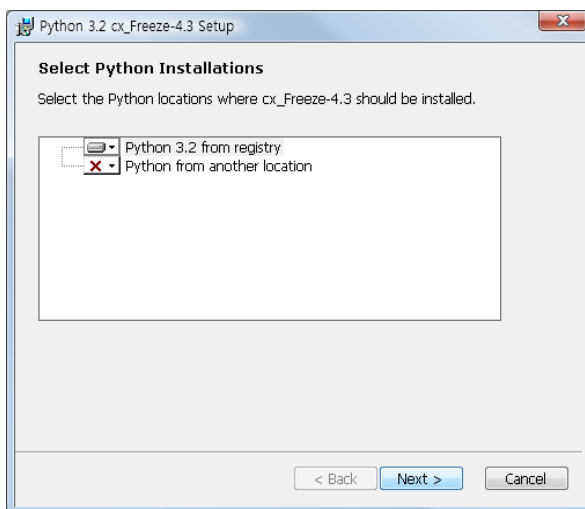 Python 3.2 cx_Freeze-4.3 Setup
Select Python Installations
Select the Python locations where cx_Freeze-4.3 should be installed.
Python 3.2 from registry
Python from another location
< Back
Next >
Cancel